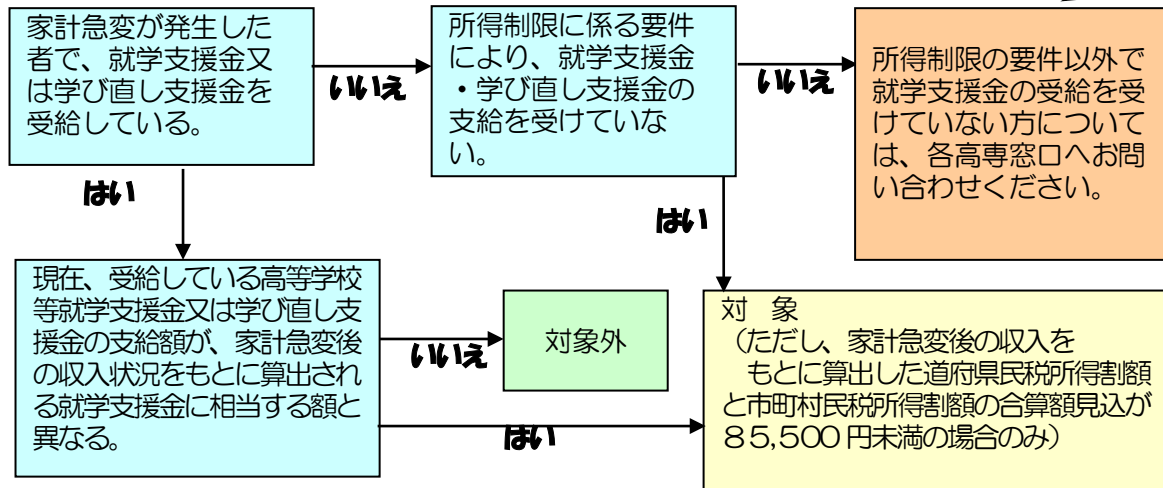 家計急変が発生した
者で、就学支援金又
は学び直し支援金を
受給している。
いいえ
所得制限に係る要件
により、就学支援金
・学び直し支援金の
支給を受けていな
い。
いいえ
所得制限の要件以外で
就学支援金の受給を受
けていない方について
は、各高専窓口へお問
い合わせください。
はい
はい
現在、受給している高等学校
等就学支援金又は学び直し支
援金の支給額が、家計急変後
の収入状況をもとに算出され
る就学支援金に相当する額と
異なる。
いいえ
対象外
はい
対　象
（ただし、家計急変後の収入を
もとに算出した道府県民税所得割額
と市町村民税所得割額の合算額見込が
８５,５００円未満の場合のみ）